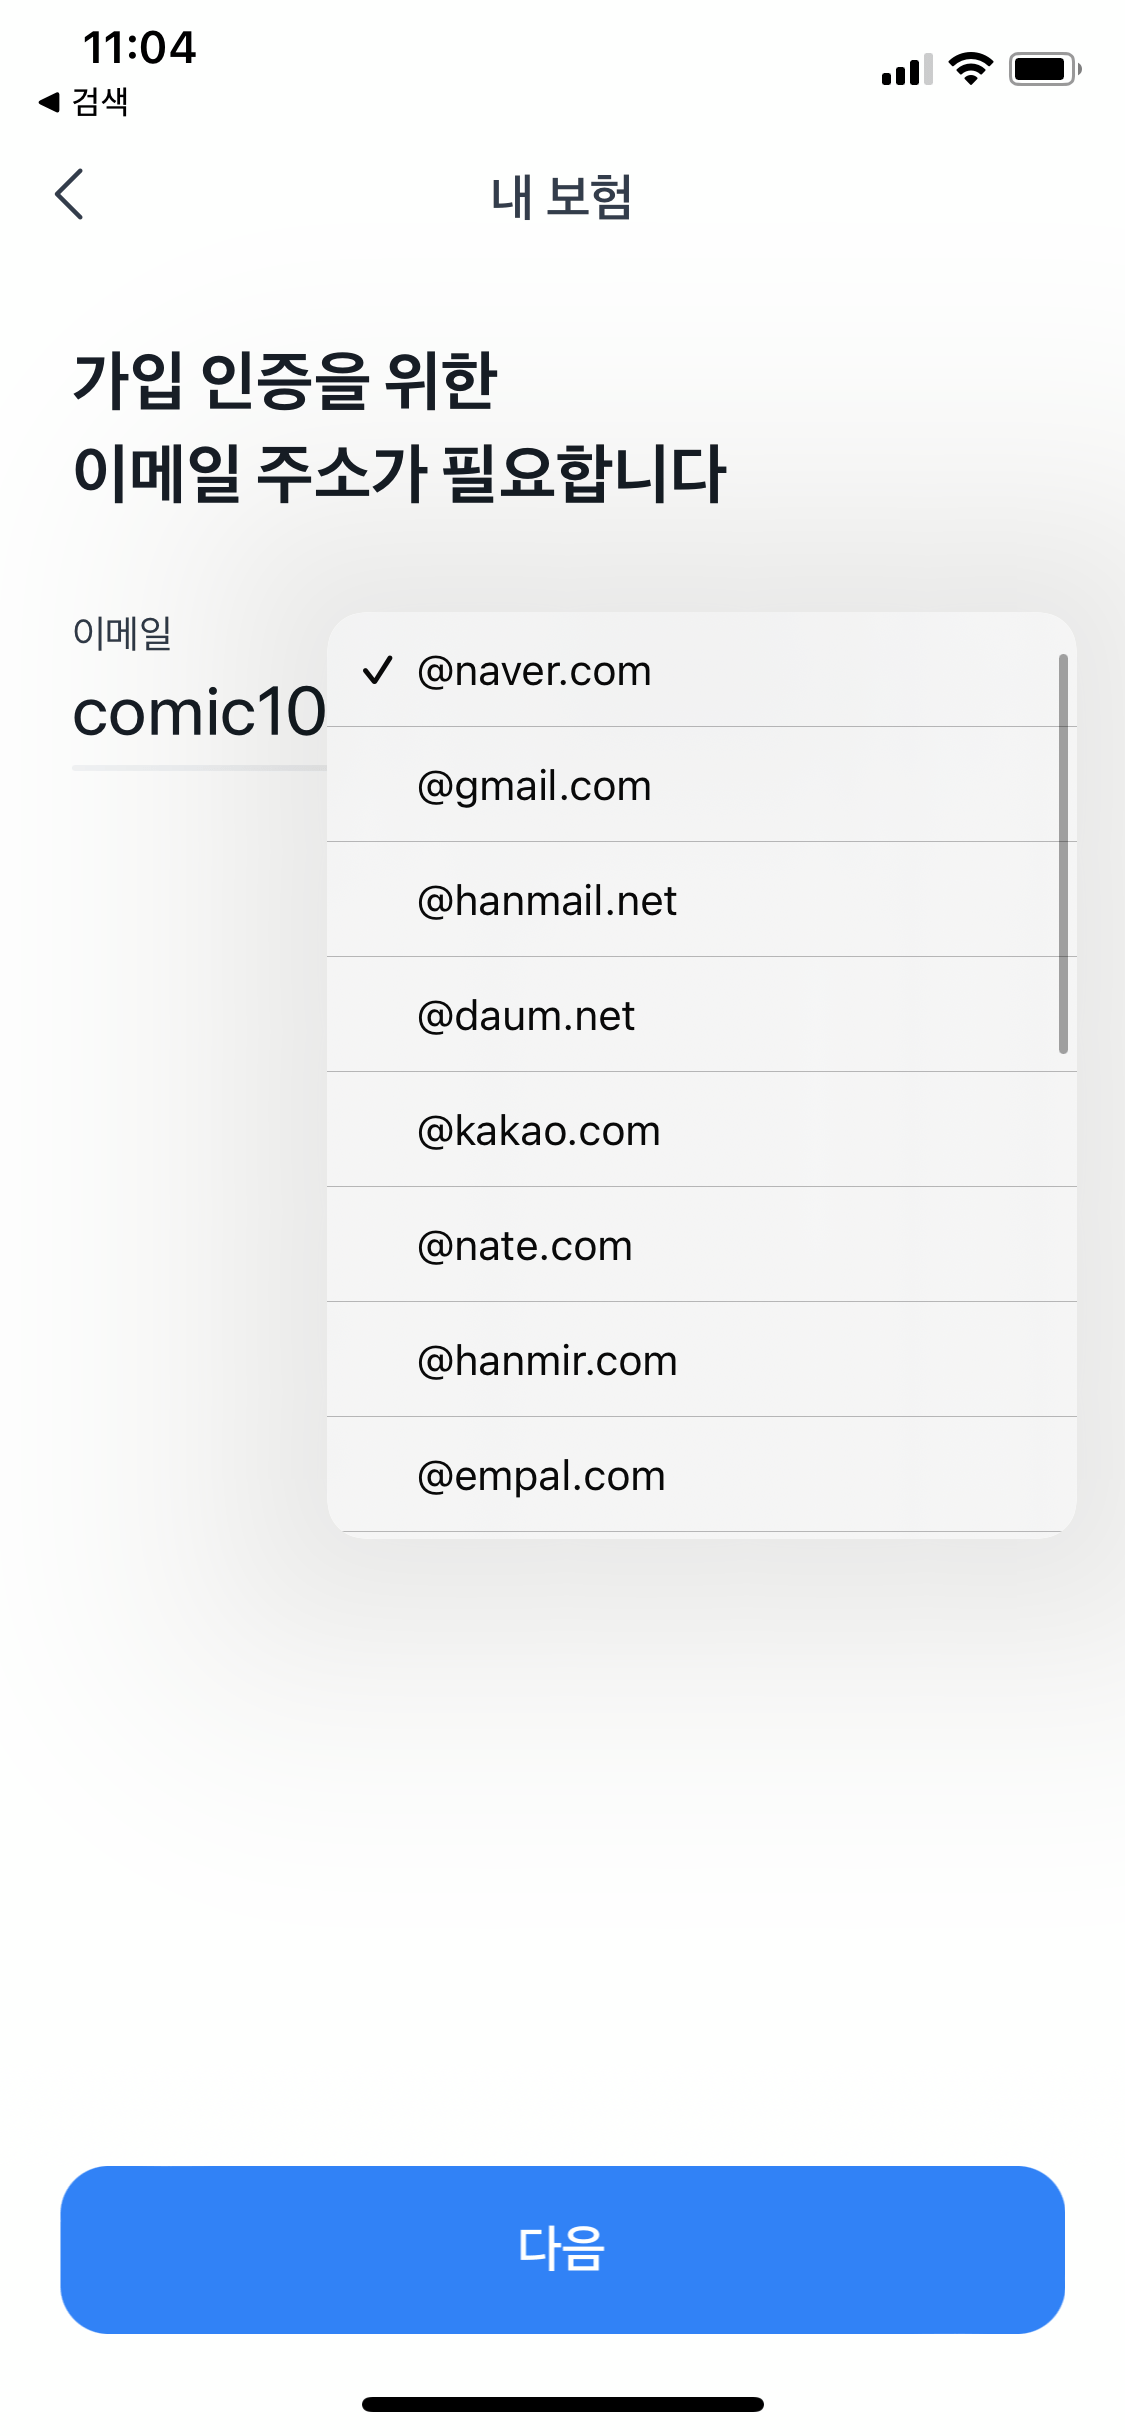 11:04
◀ 검색
내 보험
가입 인증을 위한
이메일 주소가 필요합니다
이메일
comic10
✓ @naver.com
@gmail.com
@hanmail.net
@daum.net
@kakao.com
@nate.com
@hanmir.com
@empal.com
다음